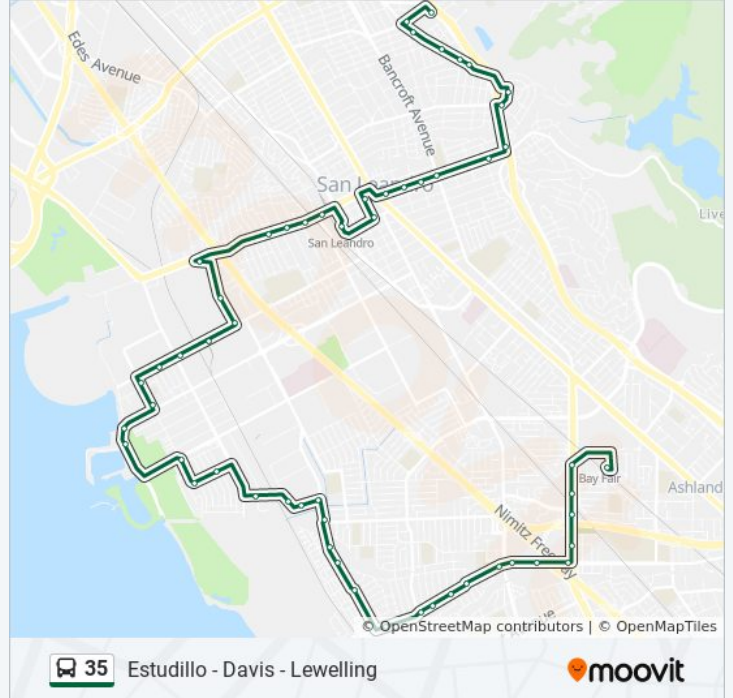 Edes Avenue
Bancroft Avenue
San Leandro
Live
San Leandro
Bay Fair
Ashland
Nimitz Freeway
© OpenStreetMap contributors | © OpenMapTiles
35 Estudillo - Davis - Lewelling
moovit